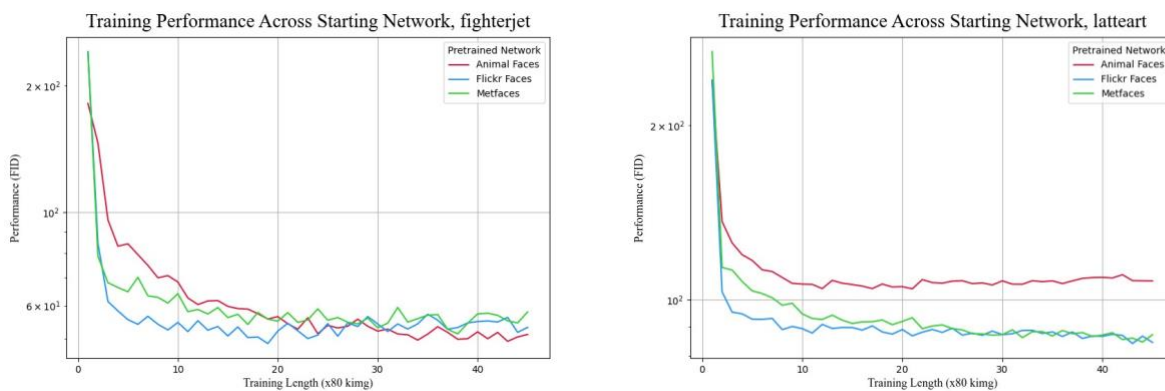 Training Performance Across Starting Network, fighterjet
Performance (FID)
2 × 10²
10²
6 × 10¹
Pretrained Network
Animal Faces
Flickr Faces
Metfaces
0
10
20
30
40
Training Length (x80 kimg)
Training Performance Across Starting Network, latteart
Performance (FID)
2 × 10²
10²
Pretrained Network
Animal Faces
Flickr Faces
Metfaces
0
10
20
30
40
Training Length (x80 kimg)